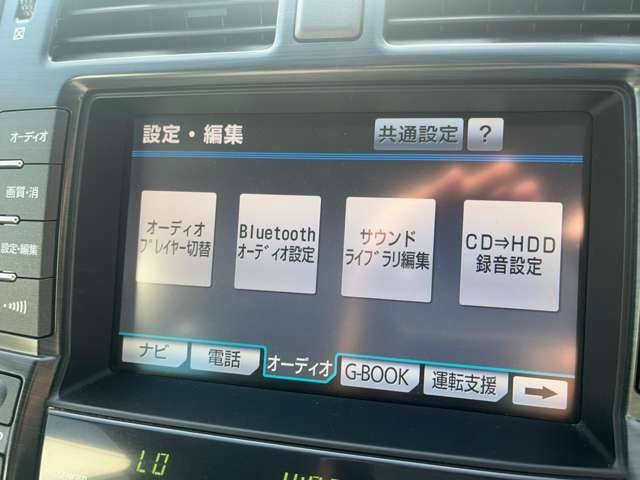 設定・編集
共通設定
?
オーディオ
画質・消
設定・編集
オーディオ
プレイヤー切替
Bluetooth
オーディオ設定
サウンド
ライブラリ編集
CD⇒HDD
録音設定
ナビ
電話
オーディオ
G-BOOK
運転支援
→
LO